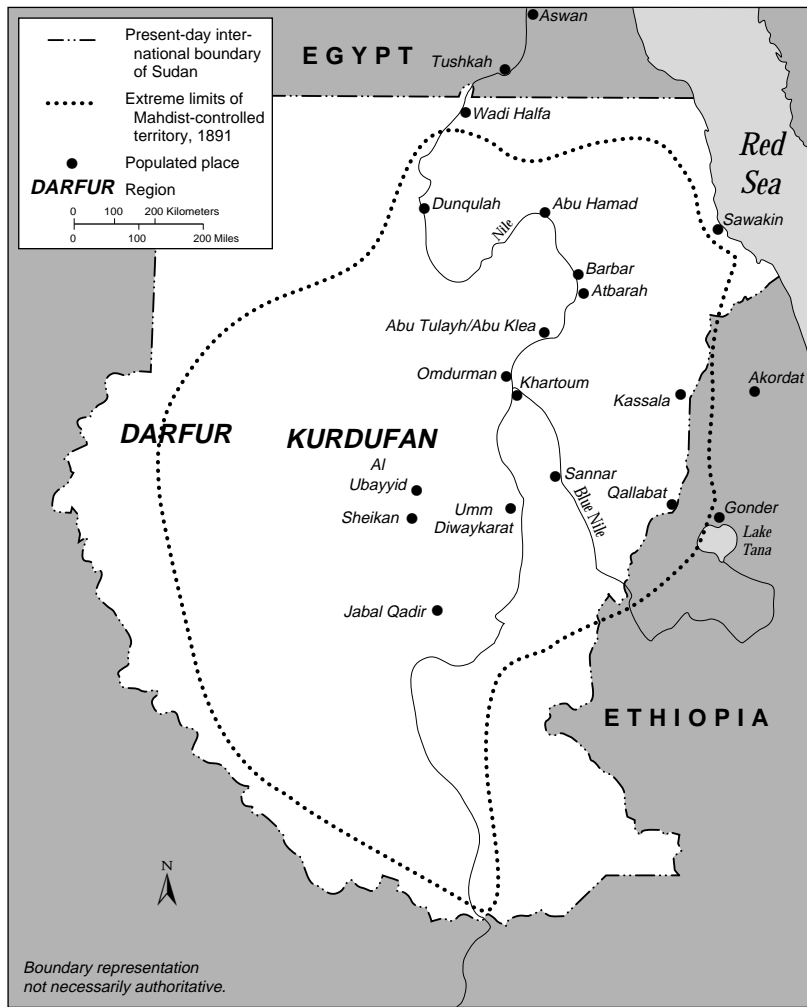 Present-day inter-
national boundary
of Sudan
Extreme limits of
Mahdist-controlled
territory, 1891
Populated place
DARFUR Region
0 100 200 Kilometers
0 100 200 Miles
Aswan
EGYPT
Tushkah
Wadi Halfa
Red
Sea
Dunqulah
Abu Hamad
Nile
Sawakin
Barbar
Atbarah
Abu Tulayh/Abu Klea
Omdurman
Khartoum
Kassala
Akordat
DARFUR
KURDUFAN
Al
Ubayyid
Sannar
Qallabat
Sheikan
Umm
Diwaykarat
Blue Nile
Gonder
Lake
Tana
Jabal Qadir
ETHIOPIA
N
Boundary representation
not necessarily authoritative.